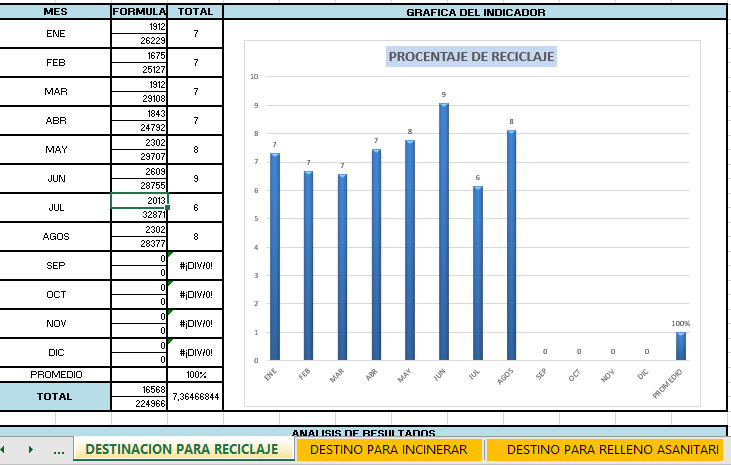 MES FORMULA TOTAL GRAFICA DEL INDICADOR
ENE 1912 7
26229
FEB 1675 7
25127
MAR 1912 7
29108
ABR 1843 7
24792
MAY 2302 8
29707
JUN 2609 9
28755
JUL 2013 6
32871
AGOS 2302 8
28377
SEP 0 #¡DIV/0!
0
OCT 0 #¡DIV/0!
0
NOV 0 #¡DIV/0!
0
DIC 0 #¡DIV/0!
0
PROMEDIO 100%
TOTAL 16568 7,36466844
224966
PROCENTAJE DE RECICLAJE
10
9
8
7
6
5
4
3
2
1
0
7 7 7 7 8 9 6 8 0 0 0 0 100%
ENE FEB MAR ABR MAY JUN JUL AGOS SEP OCT NOV DIC PROMEDIO
ANALISIS DE RESULTADOS
... DESTINACION PARA RECICLAJE DESTINO PARA INCINERAR DESTINO PARA RELLENO ASANITARI